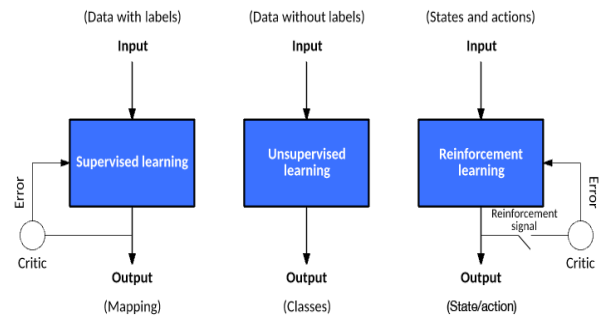 (Data with labels)
Input
Supervised learning
Error
Critic
Output
(Mapping)
(Data without labels)
Input
Unsupervised
learning
Output
(Classes)
(States and actions)
Input
Reinforcement
learning
Error
Reinforcement
signal
Critic
Output
(State/action)